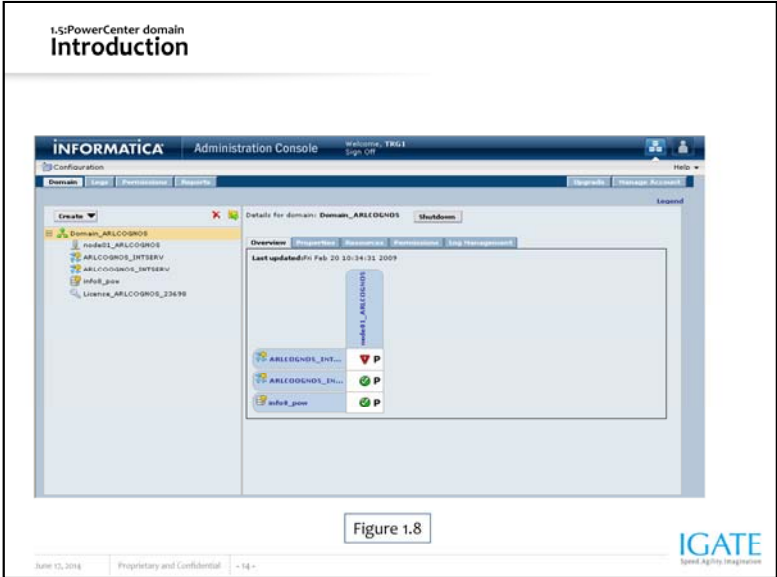 1.5:PowerCenter domain
Introduction
INFORMATICA Administration Console Welcome, TRG1
Sign Off
Configuration Help
Domain Logs Permissions Reports Upgrade Manage Account
Legend
Create
Details for domain: Domain_ARLCOGNOS Shutdown
Domain_ARLCOGNOS
node01_ARLCOGNOS
ARLCOGNOS_INTSERV
ARLCOOGNOS_INTSERV
info8_pow
License_ARLCOGNOS_23698
Overview Properties Resources Permissions Log Management
Last updated:Fri Feb 20 10:34:31 2009
node01_ARLCOGNOS
ARLCOGNOS_INT... P
ARLCOOGNOS_IN... P
info8_pow P
Figure 1.8
IGATE
Speed.Agility.Imagination
June 17, 2014 Proprietary and Confidential - 14 -